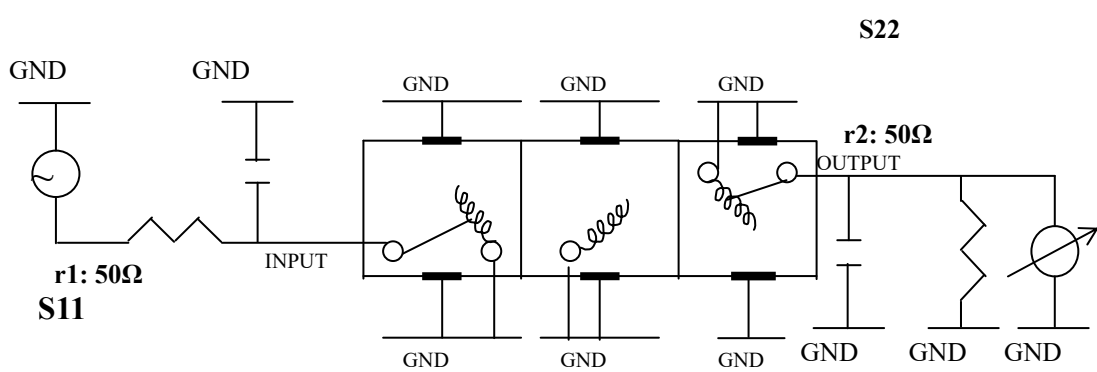 S22
GND
GND
GND
GND
GND
r2: 50Ω
OUTPUT
INPUT
r1: 50Ω
S11
GND
GND
GND
GND
GND
GND